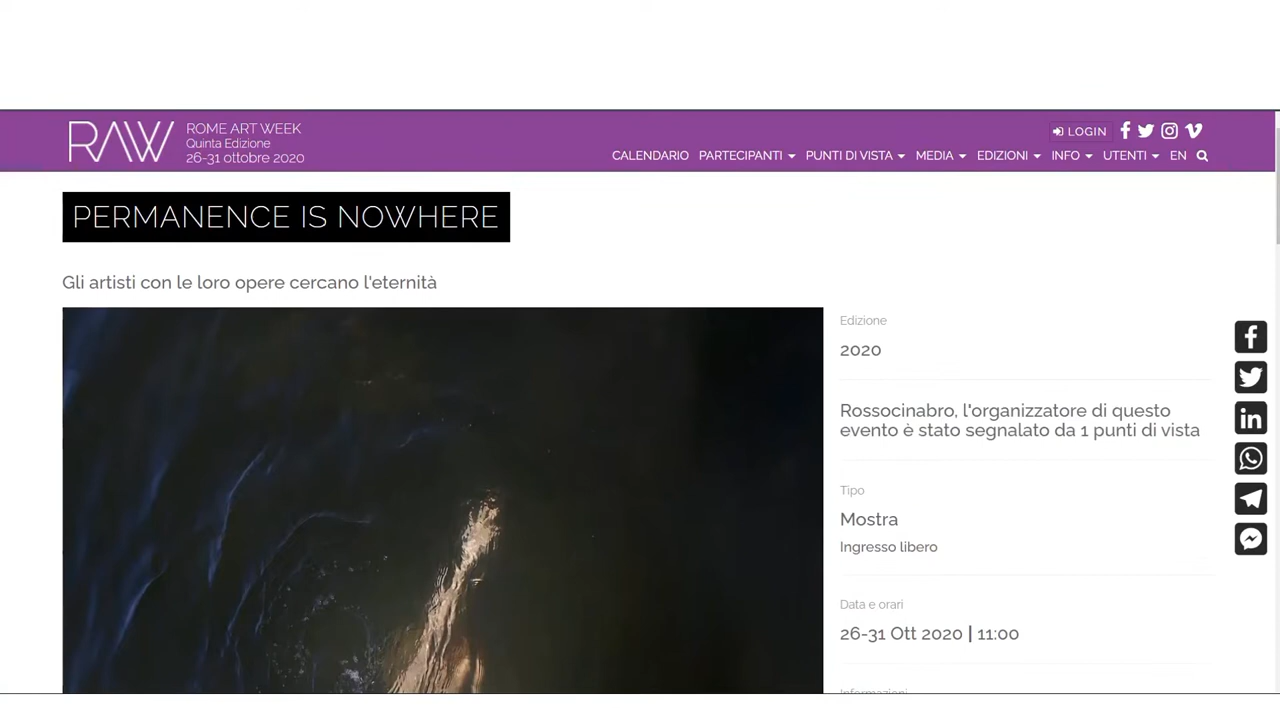 RAW
ROME ART WEEK
Quinta Edizione
26-31 ottobre 2020
LOGIN
CALENDARIO PARTECIPANTI PUNTI DI VISTA MEDIA EDIZIONI INFO UTENTI EN
PERMANENCE IS NOWHERE
Gli artisti con le loro opere cercano l'eternità
Edizione
2020
Rossocinabro, l'organizzatore di questo
evento è stato segnalato da 1 punti di vista
Tipo
Mostra
Ingresso libero
Data e orari
26-31 Ott 2020 | 11:00
Informazioni